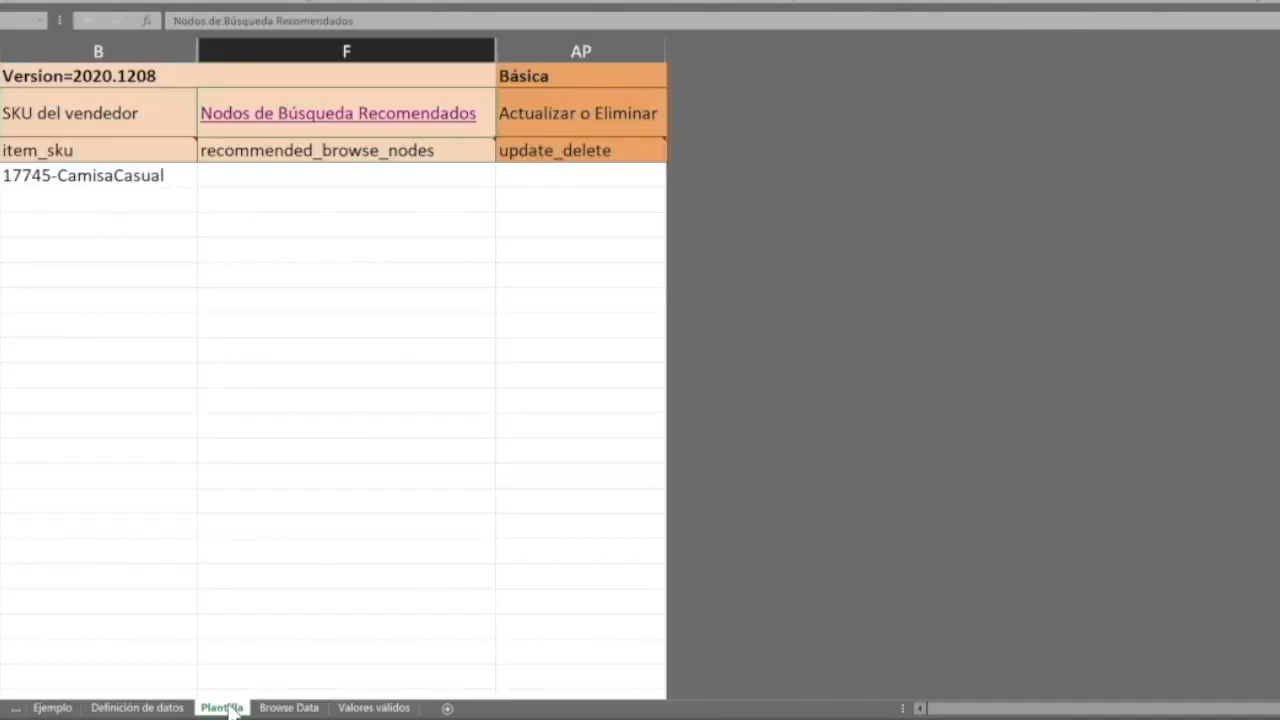 Nodos de Búsqueda Recomendados
B F AP
Version=2020.1208 Básica
SKU del vendedor Nodos de Búsqueda Recomendados Actualizar o Eliminar
item_sku recommended_browse_nodes update_delete
17745-CamisaCasual
... Ejemplo Definición de datos Plantilla Browse Data Valores válidos